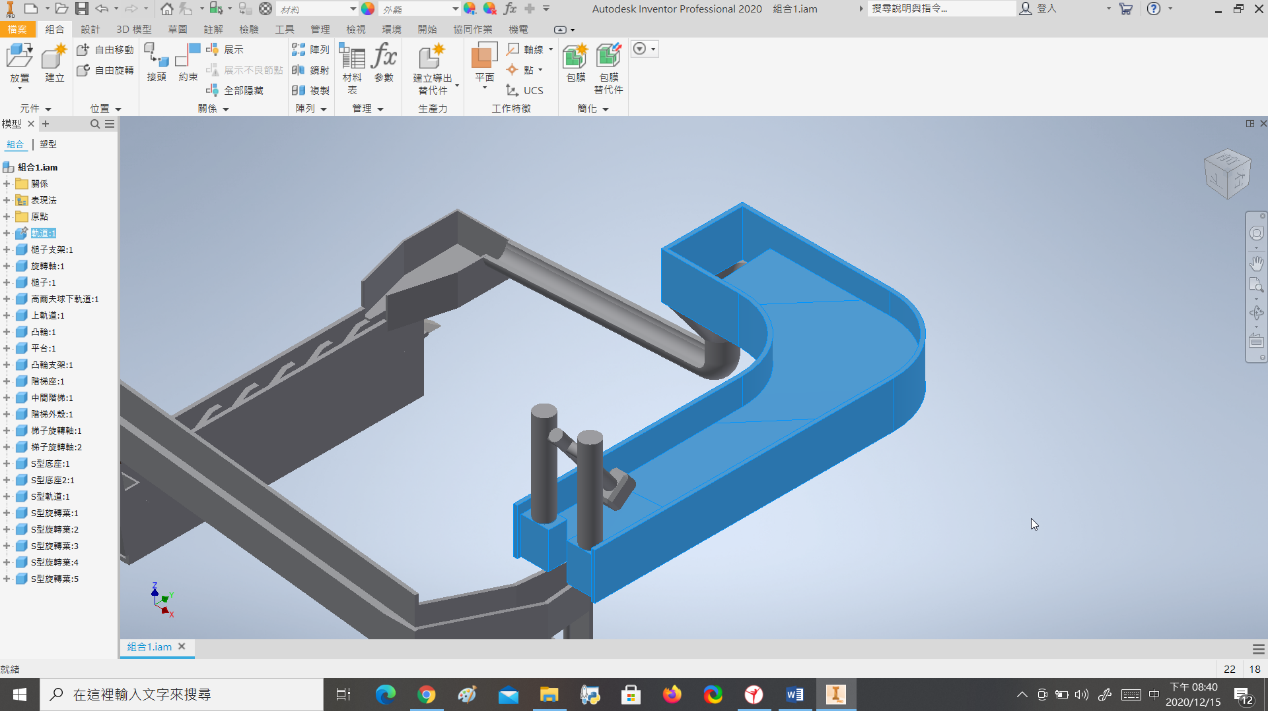 材料
外觀
Autodesk Inventor Professional 2020 組合1.iam
搜尋說明與指令...
登入
檔案 組合 設計 3D 模型 草圖 註解 檢驗 工具 管理 檢視 環境 開始 協同作業 機電
放置
建立
自由移動
自由旋轉
接頭
約束
展示
展示不良節點
全部隱藏
陣列
鏡射
複製
材料表
參數
建立導出替代件
平面
軸線
點
UCS
包膜
包膜替代件
元件 位置 關係 陣列 管理 生產力 工作特徵 簡化
模型
組合 塑型
組合1.iam
關係
表現法
原點
軌道:1
槌子支架:1
旋轉軸:1
槌子:1
高爾夫球下軌道:1
上軌道:1
凸輪:1
平台:1
凸輪支架:1
階梯座:1
中間階梯:1
階梯外殼:1
梯子旋轉軸:1
梯子旋轉軸:2
S型底座:1
S型底座2:1
S型軌道:1
S型旋轉葉:1
S型旋轉葉:2
S型旋轉葉:3
S型旋轉葉:4
S型旋轉葉:5
Z
Y
X
組合1.iam
就緒
22 18
在這裡輸入文字來搜尋
中
下午 08:40
2020/12/15
12